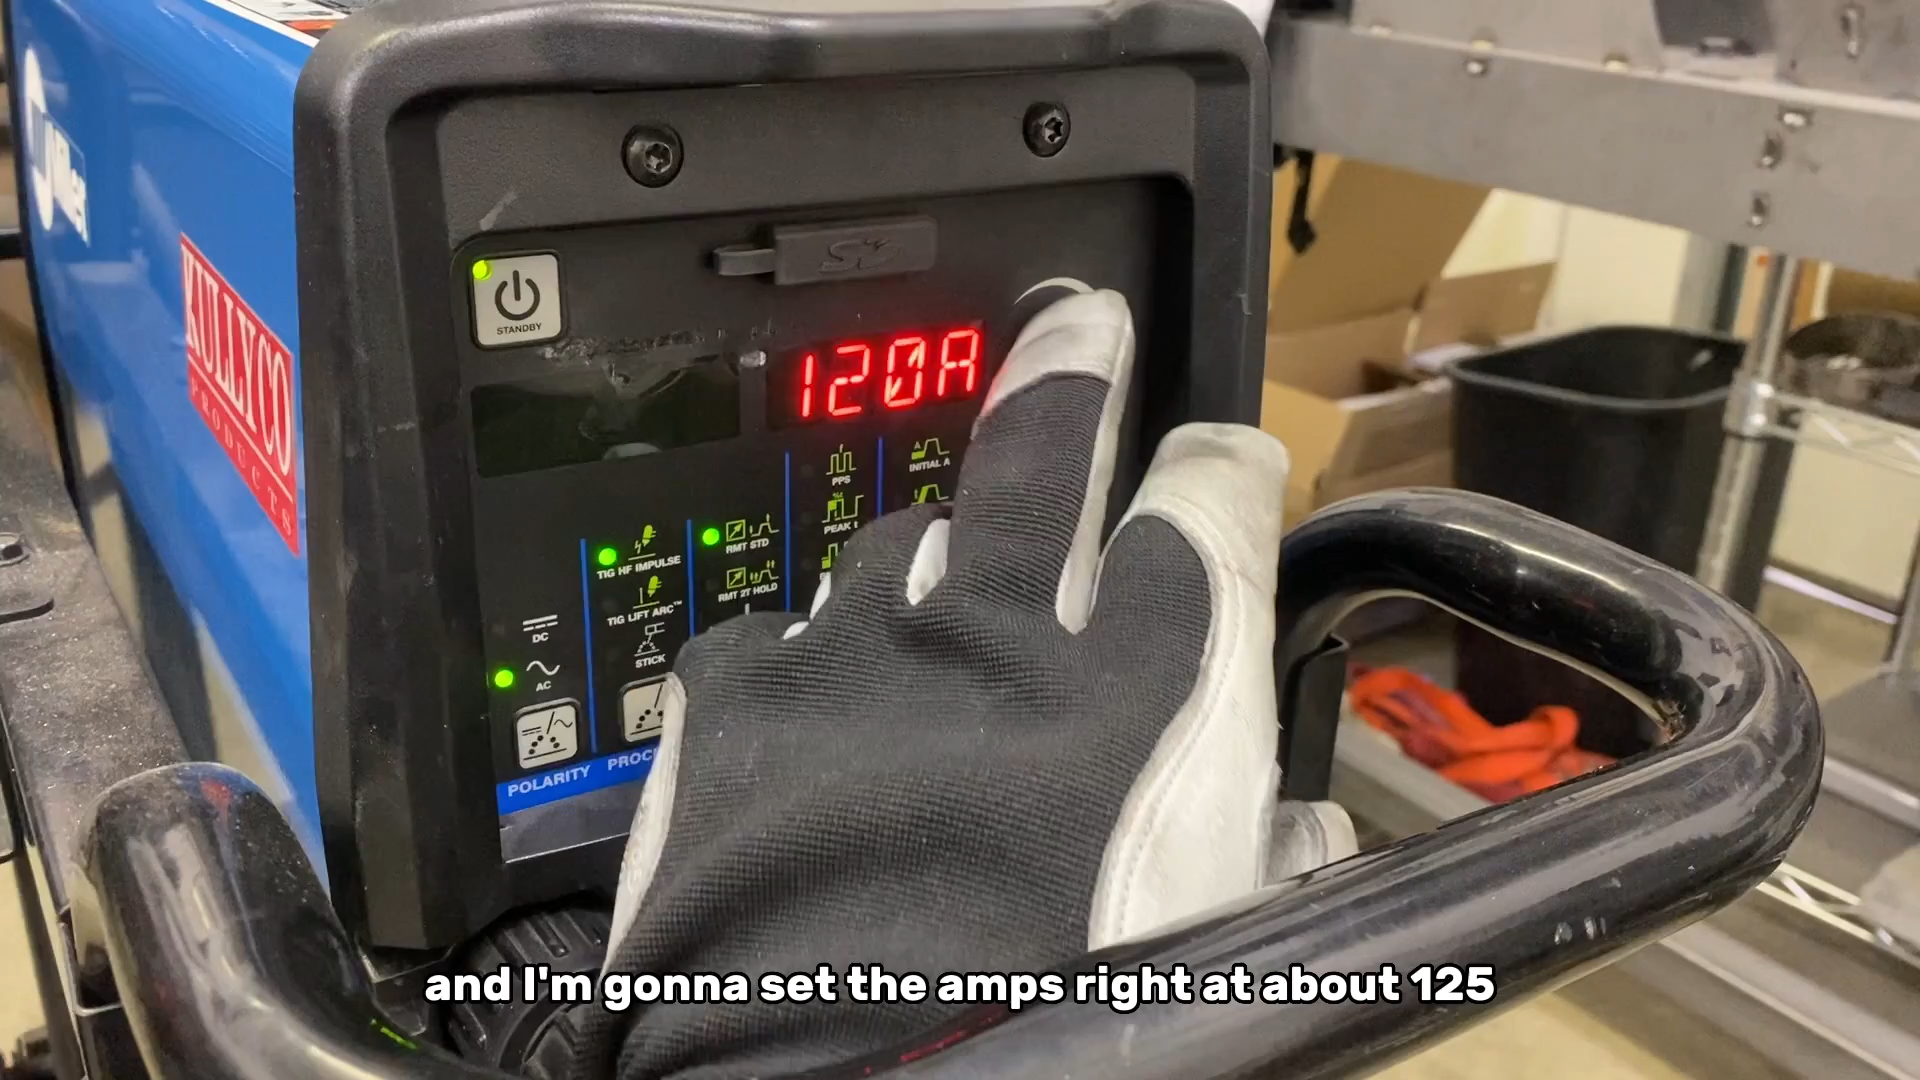 Miller
KULLYCO
PRODUCTS
STANDBY
120A
PPS
INITIAL A
PEAK t
RMT STD
TIG HF IMPULSE
RMT 2T HOLD
TIG LIFT ARC™
DC
STICK
AC
POLARITY PROC
and I'm gonna set the amps right at about 125